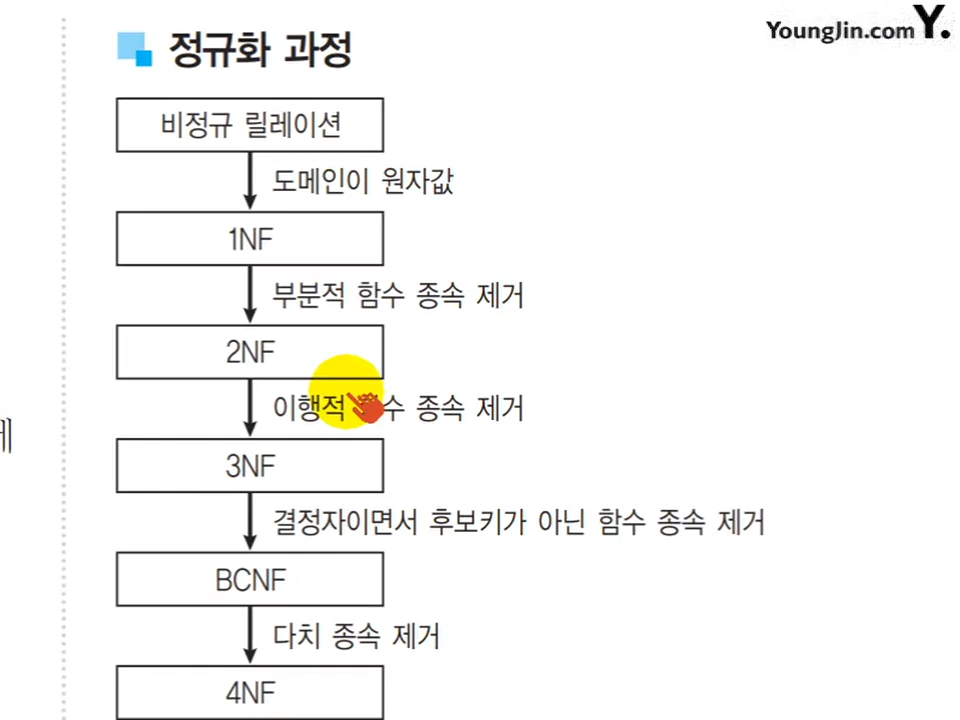 YoungJin.com Y.
정규화 과정
비정규 릴레이션
도메인이 원자값
1NF
부분적 함수 종속 제거
2NF
이행적 수 종속 제거
3NF
결정자이면서 후보키가 아닌 함수 종속 제거
BCNF
다치 종속 제거
4NF